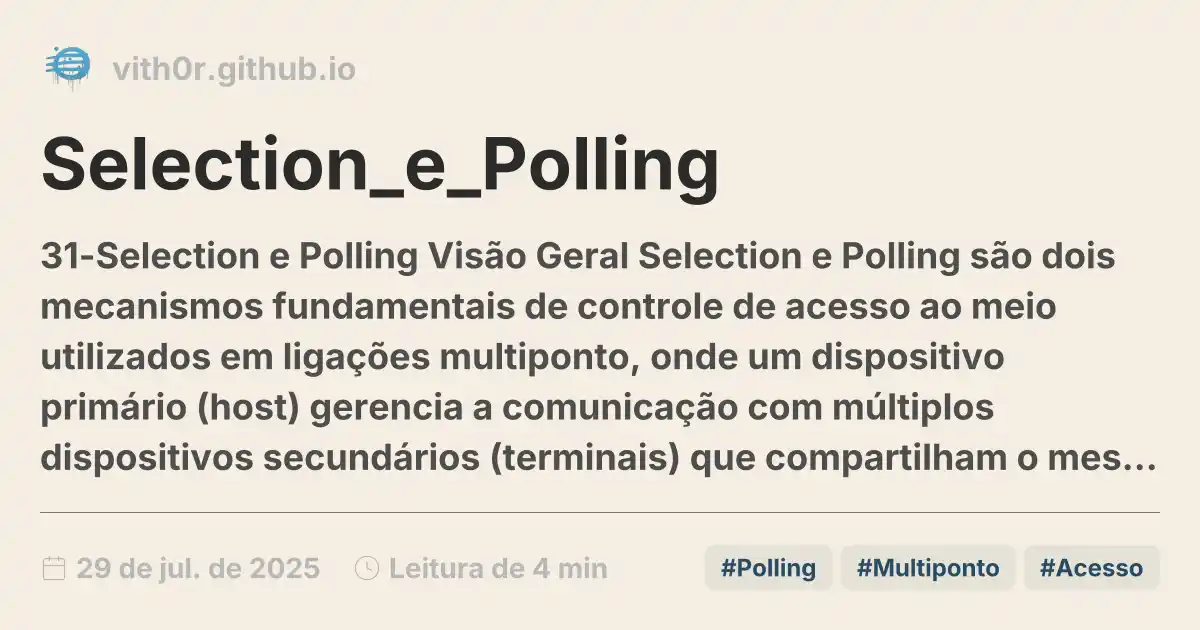 vith0r.github.io
Selection_e_Polling
31-Selection e Polling Visão Geral Selection e Polling são dois
mecanismos fundamentais de controle de acesso ao meio
utilizados em ligações multiponto, onde um dispositivo
primário (host) gerencia a comunicação com múltiplos
dispositivos secundários (terminais) que compartilham o mes...
29 de jul. de 2025 Leitura de 4 min #Polling #Multiponto #Acesso